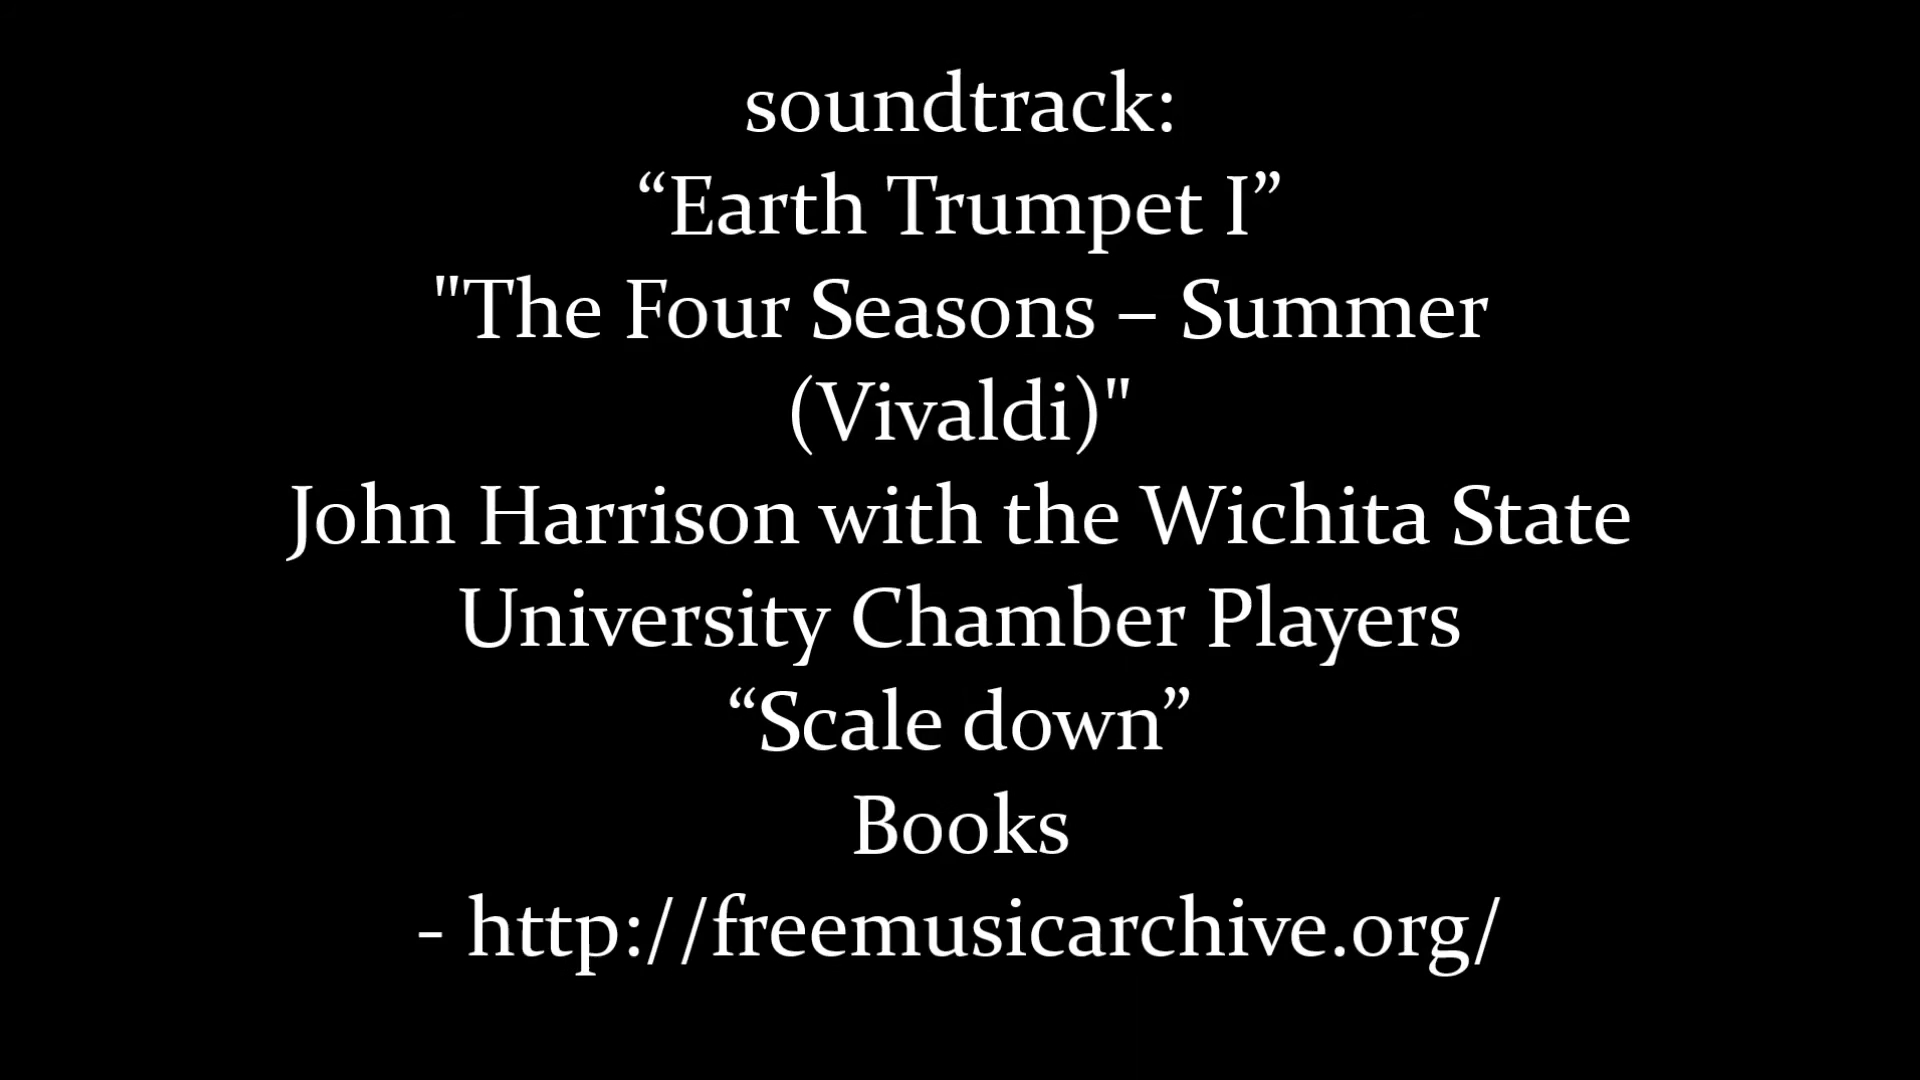 soundtrack:
“Earth Trumpet I”
"The Four Seasons – Summer
(Vivaldi)"
John Harrison with the Wichita State
University Chamber Players
“Scale down”
Books
- http://freemusicarchive.org/